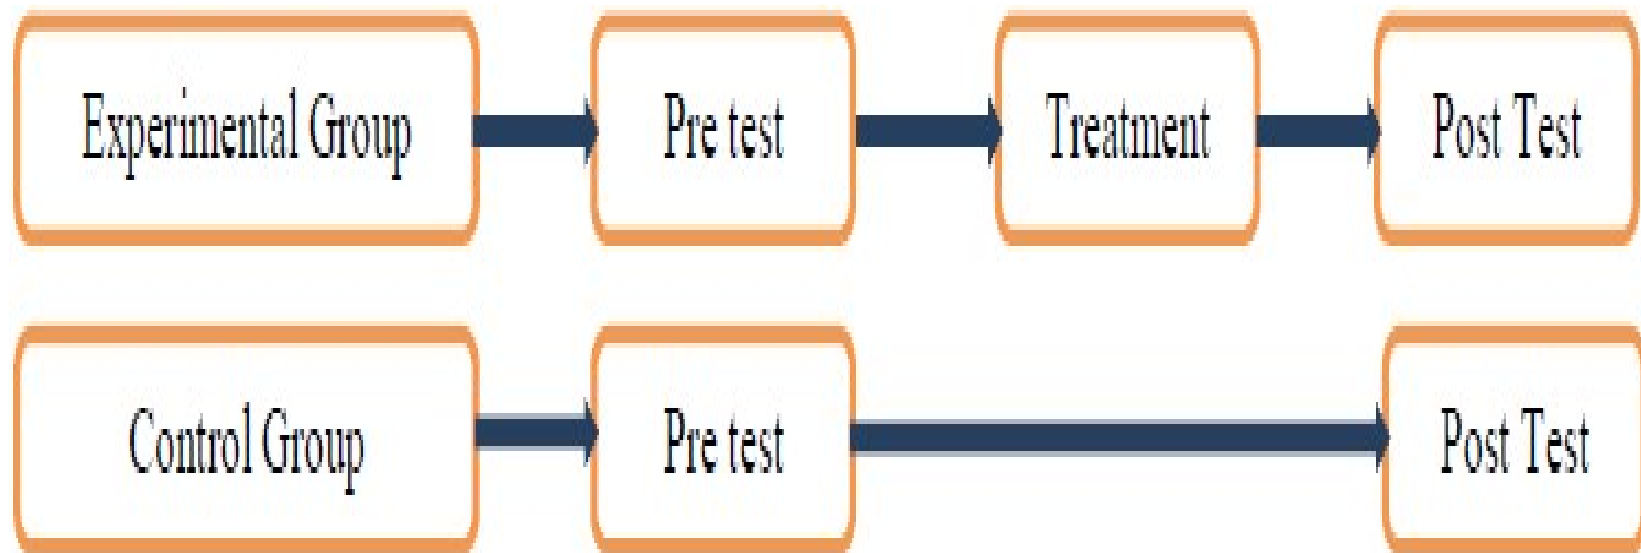 Experimental Group
Pre test
Treatment
Post Test
Control Group
Pre test
Post Test